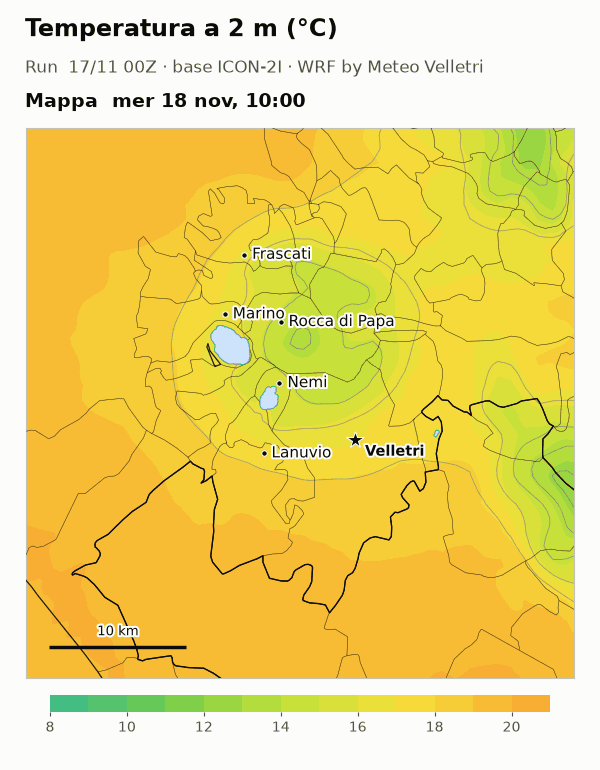 Temperatura a 2 m (°C)
Run  17/11 00Z · base ICON-2I · WRF by Meteo Velletri
Mappa  mer 18 nov, 10:00
Frascati
Marino
Rocca di Papa
Nemi
Velletri
Lanuvio
10 km
8 10 12 14 16 18 20